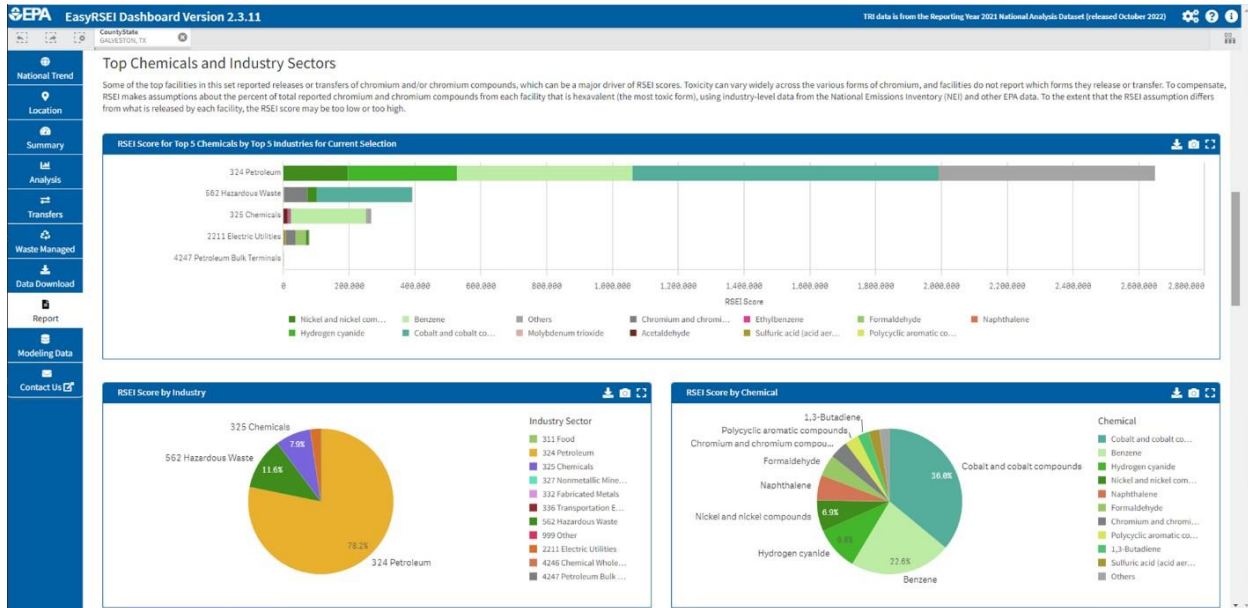 EPA EasyRSEI Dashboard Version 2.3.11
TRI data is from the Reporting Year 2021 National Analysis Dataset (released October 2022)
CountyState
GALVESTON, TX
National Trend
Location
Summary
Analysis
Transfers
Waste Managed
Data Download
Report
Modeling Data
Contact Us
Top Chemicals and Industry Sectors
Some of the top facilities in this set reported releases or transfers of chromium and/or chromium compounds, which can be a major driver of RSEI scores. Toxicity can vary widely across the various forms of chromium, and facilities do not report which forms they release or transfer. To compensate,
RSEI makes assumptions about the percent of total reported chromium and chromium compounds from each facility that is hexavalent (the most toxic form), using industry-level data from the National Emissions Inventory (NEI) and other EPA data. To the extent that the RSEI assumption differs
from what is released by each facility, the RSEI score may be too low or too high.
RSEI Score for Top 5 Chemicals by Top 5 Industries for Current Selection
324 Petroleum
562 Hazardous Waste
325 Chemicals
2211 Electric Utilities
4247 Petroleum Bulk Terminals
0 200,000 400,000 600,000 800,000 1,000,000 1,200,000 1,400,000 1,600,000 1,800,000 2,000,000 2,200,000 2,400,000 2,600,000 2,800,000
RSEI Score
Nickel and nickel com... Benzene Others Chromium and chromi... Ethylbenzene Formaldehyde Naphthalene
Hydrogen cyanide Cobalt and cobalt co... Molybdenum trioxide Acetaldehyde Sulfuric acid (acid aer... Polycyclic aromatic co...
RSEI Score by Industry
325 Chemicals
7.9%
562 Hazardous Waste
11.6%
78.2%
324 Petroleum
Industry Sector
311 Food
324 Petroleum
325 Chemicals
327 Nonmetallic Mine...
332 Fabricated Metals
336 Transportation E...
562 Hazardous Waste
999 Other
2211 Electric Utilities
4246 Chemical Whole...
4247 Petroleum Bulk ...
RSEI Score by Chemical
1,3-Butadiene
Polycyclic aromatic compounds
Chromium and chromium compou...
Formaldehyde
Naphthalene
Nickel and nickel compounds
6.9%
Hydrogen cyanide
22.6%
Benzene
36.0%
Cobalt and cobalt compounds
Chemical
Cobalt and cobalt co...
Benzene
Hydrogen cyanide
Nickel and nickel com...
Naphthalene
Formaldehyde
Chromium and chromi...
Polycyclic aromatic co...
1,3-Butadiene
Sulfuric acid (acid aer...
Others